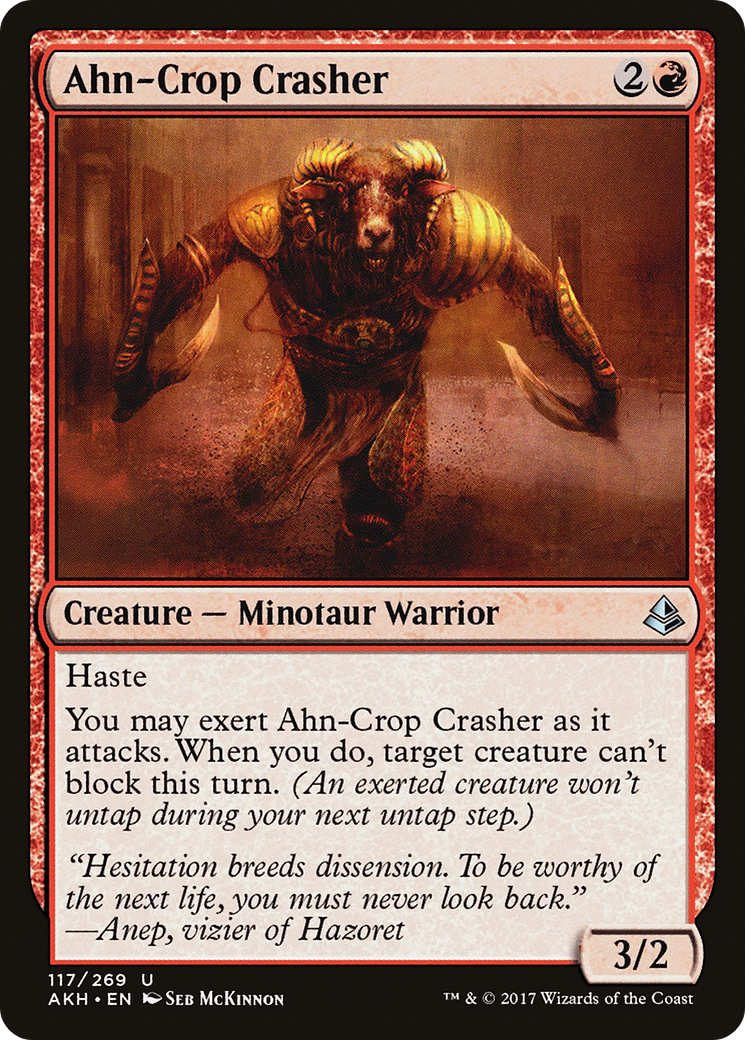 Ahn-Crop Crasher 2
Creature — Minotaur Warrior
Haste
You may exert Ahn-Crop Crasher as it
attacks. When you do, target creature can't
block this turn. (An exerted creature won't
untap during your next untap step.)
"Hesitation breeds dissension. To be worthy of
the next life, you must never look back."
—Anep, vizier of Hazoret
3/2
117/269 U
AKH • EN Seb McKinnon
™ & © 2017 Wizards of the Coast